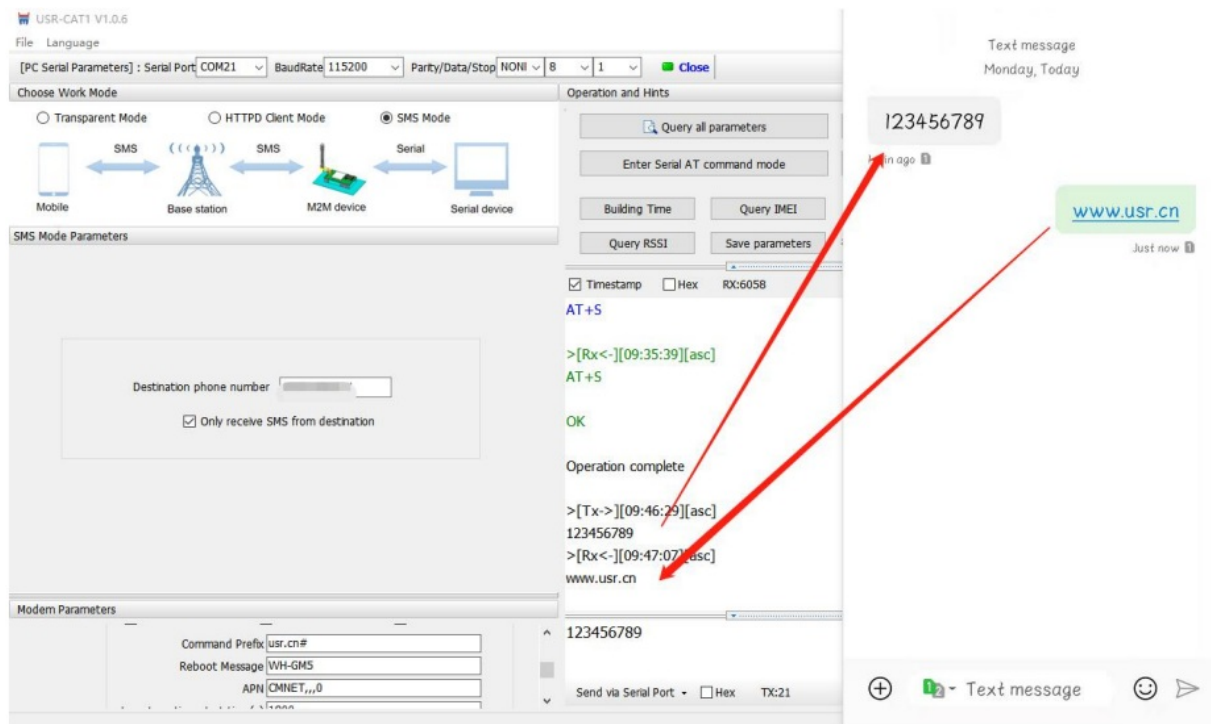 USR-CAT1 V1.0.6
File Language
[PC Serial Parameters] : Serial Port COM21 BaudRate 115200 Parity/Data/Stop NONI 8 1 Close
Choose Work Mode
Transparent Mode HTTPD Client Mode SMS Mode
SMS SMS Serial
Mobile Base station M2M device Serial device
SMS Mode Parameters
Destination phone number
Only receive SMS from destination
Modem Parameters
Command Prefix usr.cn#
Reboot Message WH-GM5
APN CMNET,,,0
Operation and Hints
Query all parameters
Enter Serial AT command mode
Building Time Query IMEI
Query RSSI Save parameters
Timestamp Hex RX:6058
AT+S
>[Rx<-][09:35:39][asc]
AT+S
OK
Operation complete
>[Tx->][09:46:29][asc]
123456789
>[Rx<-][09:47:07][asc]
www.usr.cn
123456789
Send via Serial Port Hex TX:21
Text message
Monday, Today
123456789
in ago 1
www.usr.cn
Just now 1
Text message